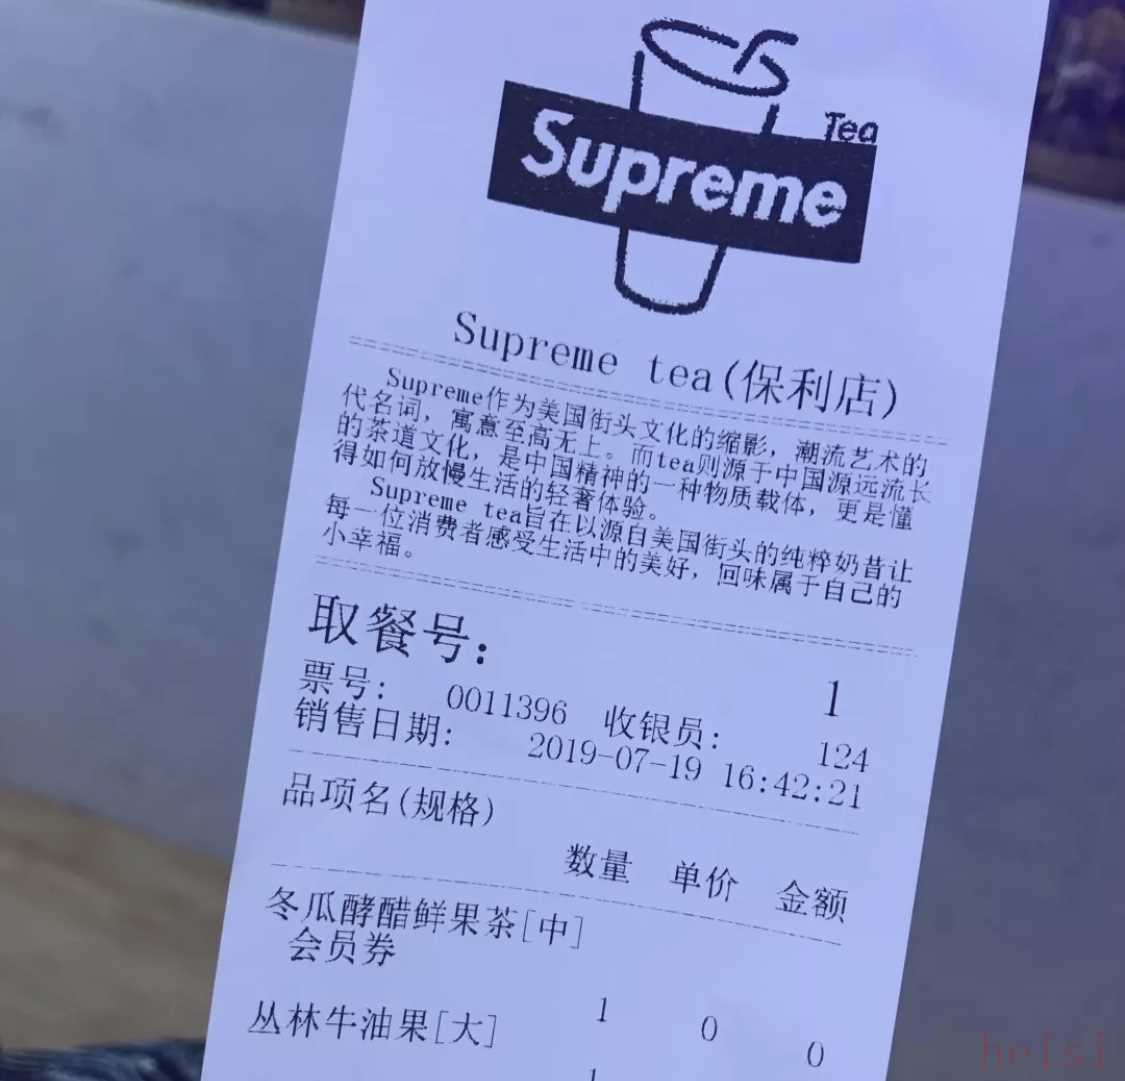 Tea
Supreme
Supreme tea(保利店)
Supreme作为美国街头文化的缩影，潮流艺术的
代名词，寓意至高无上。而tea则源于中国源远流长
的茶道文化，是中国精神的一种物质载体，更是懂
得如何放慢生活的轻奢体验。
Supreme tea旨在以源自美国街头的纯粹奶昔让
每一位消费者感受生活中的美好，回味属于自己的
小幸福。
取餐号： 1
票号： 0011396 收银员： 124
销售日期： 2019-07-19 16:42:21
品项名(规格)
数量 单价 金额
冬瓜酵醋鲜果茶[中]
会员券
1 0 0
丛林牛油果[大]
1